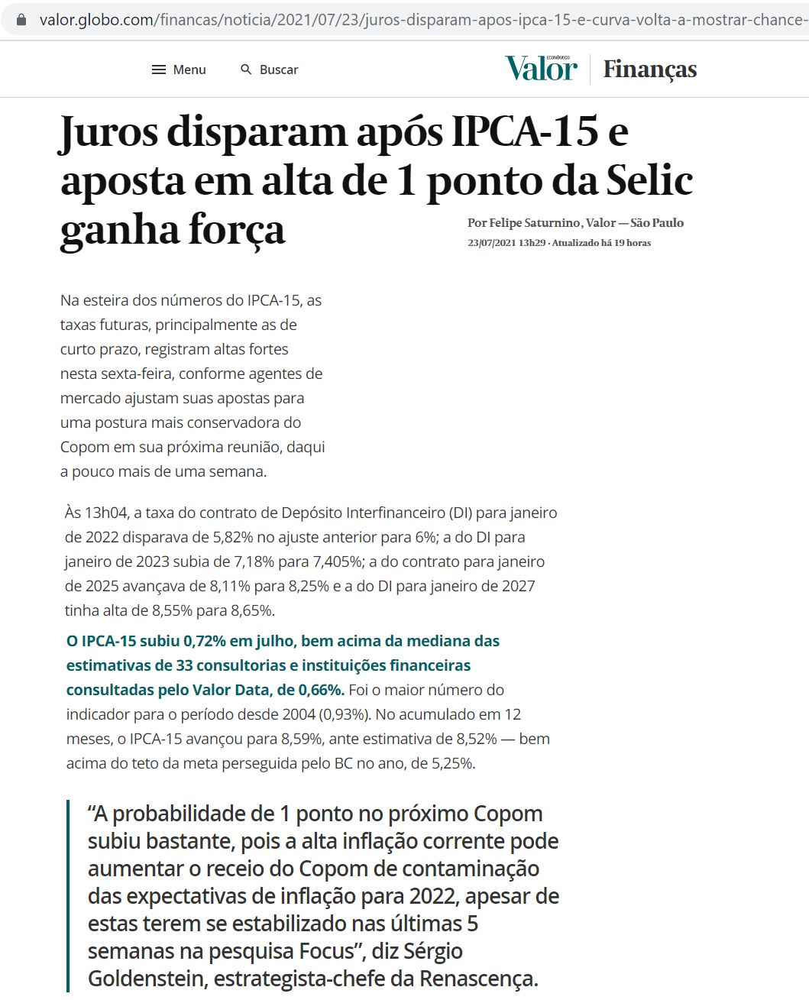 valor.globo.com/financas/noticia/2021/07/23/juros-disparam-apos-ipca-15-e-curva-volta-a-mostrar-chance-
Menu
Buscar
Valor
ECONÔMICO
Finanças
Juros disparam após IPCA-15 e
aposta em alta de 1 ponto da Selic
ganha força
Por Felipe Saturnino, Valor — São Paulo
23/07/2021 13h29 · Atualizado há 19 horas
Na esteira dos números do IPCA-15, as
taxas futuras, principalmente as de
curto prazo, registram altas fortes
nesta sexta-feira, conforme agentes de
mercado ajustam suas apostas para
uma postura mais conservadora do
Copom em sua próxima reunião, daqui
a pouco mais de uma semana.
Às 13h04, a taxa do contrato de Depósito Interfinanceiro (DI) para janeiro
de 2022 disparava de 5,82% no ajuste anterior para 6%; a do DI para
janeiro de 2023 subia de 7,18% para 7,405%; a do contrato para janeiro
de 2025 avançava de 8,11% para 8,25% e a do DI para janeiro de 2027
tinha alta de 8,55% para 8,65%.
O IPCA-15 subiu 0,72% em julho, bem acima da mediana das
estimativas de 33 consultorias e instituições financeiras
consultadas pelo Valor Data, de 0,66%. Foi o maior número do
indicador para o período desde 2004 (0,93%). No acumulado em 12
meses, o IPCA-15 avançou para 8,59%, ante estimativa de 8,52% — bem
acima do teto da meta perseguida pelo BC no ano, de 5,25%.
“A probabilidade de 1 ponto no próximo Copom
subiu bastante, pois a alta inflação corrente pode
aumentar o receio do Copom de contaminação
das expectativas de inflação para 2022, apesar de
estas terem se estabilizado nas últimas 5
semanas na pesquisa Focus”, diz Sérgio
Goldenstein, estrategista-chefe da Renascença.